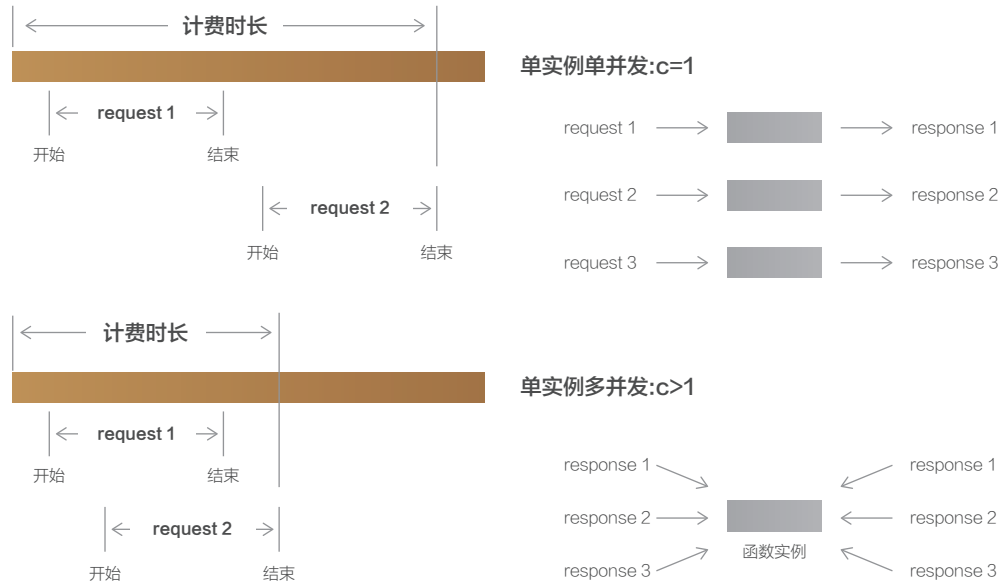 计费时长
request 1
开始
结束
request 2
开始
结束
单实例单并发:c=1
request 1
response 1
request 2
response 2
request 3
response 3
计费时长
request 1
开始
结束
request 2
开始
结束
单实例多并发:c>1
response 1
response 1
response 2
response 2
函数实例
response 3
response 3